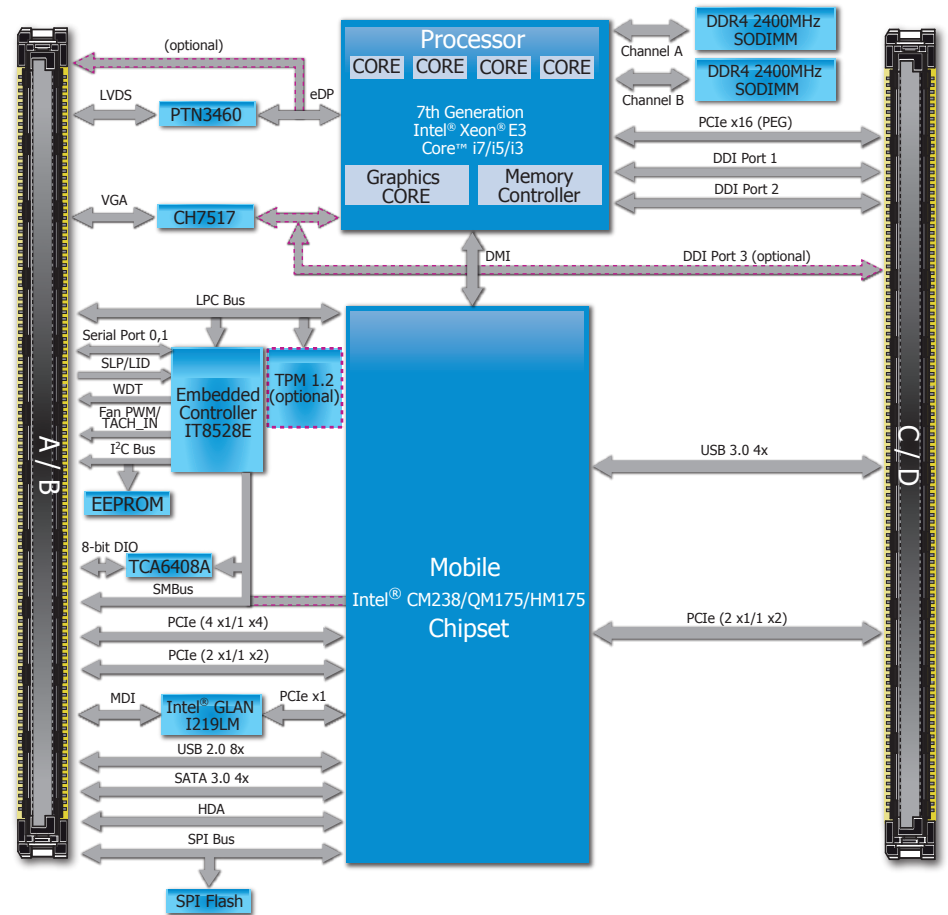 (optional)
LVDS
PTN3460
eDP
VGA
CH7517
Processor
CORE CORE CORE CORE
7th Generation
Intel® Xeon® E3
Core™ i7/i5/i3
Graphics
CORE
Memory
Controller
Channel A
DDR4 2400MHz
SODIMM
Channel B
DDR4 2400MHz
SODIMM
PCIe x16 (PEG)
DDI Port 1
DDI Port 2
DMI
DDI Port 3 (optional)
LPC Bus
Serial Port 0,1
SLP/LID
WDT
Fan PWM/
TACH_IN
I²C Bus
Embedded
Controller
IT8528E
TPM 1.2
(optional)
EEPROM
8-bit DIO
TCA6408A
SMBus
PCIe (4 x1/1 x4)
PCIe (2 x1/1 x2)
MDI
Intel® GLAN
I219LM
PCIe x1
USB 2.0 8x
SATA 3.0 4x
HDA
SPI Bus
SPI Flash
Mobile
Intel® CM238/QM175/HM175
Chipset
USB 3.0 4x
PCIe (2 x1/1 x2)
A / B
C / D